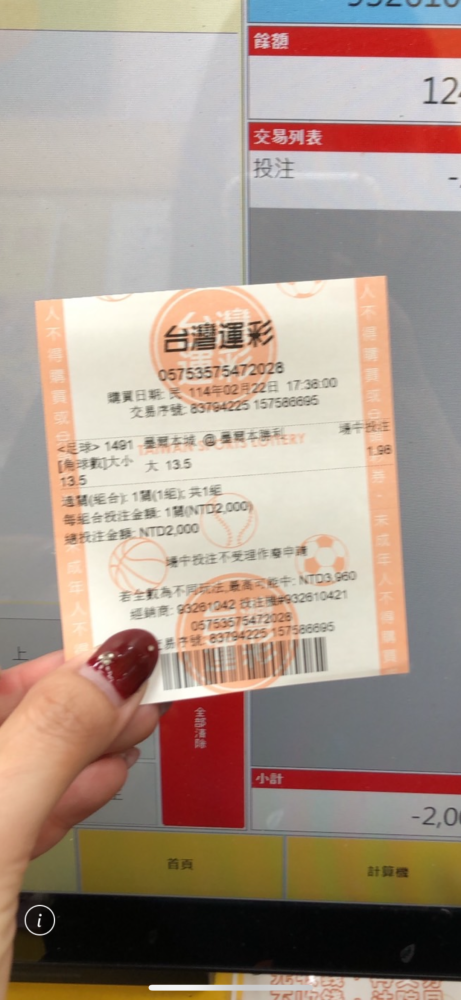 餘額
124
交易列表
投注
台灣運彩
05753575472028
購買日期: 民 114年02月22日 17:38:00
交易序號: 83794225 157586695
<足球> 1491 墨爾本城 @ 墨爾本勝利 場中投注
TAIWAN SPORTS LOTTERY
[角球數]大小 大 13.5 1.98
13.5
過關(組合): 1關(1組); 共1組
每組合投注金額: 1關(NTD2,000)
總投注金額: NTD2,000
場中投注不受理作廢申請
若全數為不同玩法,最高可能中: NTD3,960
經銷商: 93261042 投注機#932610421
05753575472028
交易序號: 83794225 157586695
人不得購買或
未成年人不得購買
上
全部清除
小計
-2,00
首頁
計算機